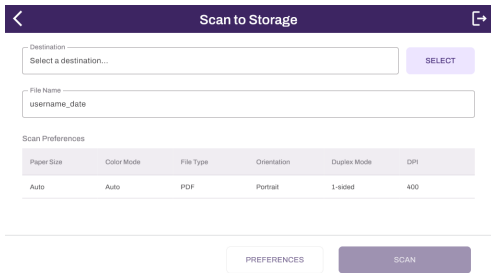 Scan to Storage
Destination
Select a destination...
SELECT
File Name
username_date
Scan Preferences
Paper Size Color Mode File Type Orientation Duplex Mode DPI
Auto Auto PDF Portrait 1-sided 400
PREFERENCES SCAN